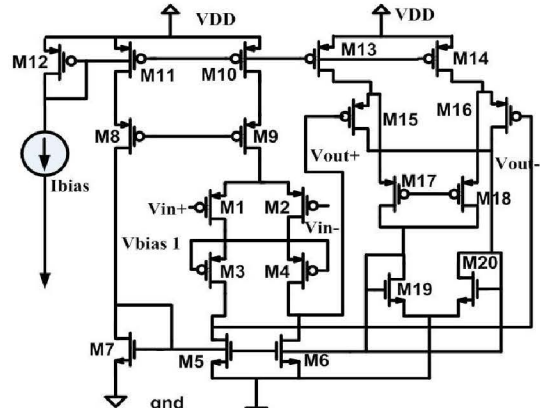 VDD
VDD
M12
M11
M10
M13
M14
M8
M9
M15
M16
Ibias
Vout+
Vout-
Vin+
M1
M2
Vin-
M17
M18
Vbias 1
M3
M4
M19
M20
M7
M5
M6
gnd